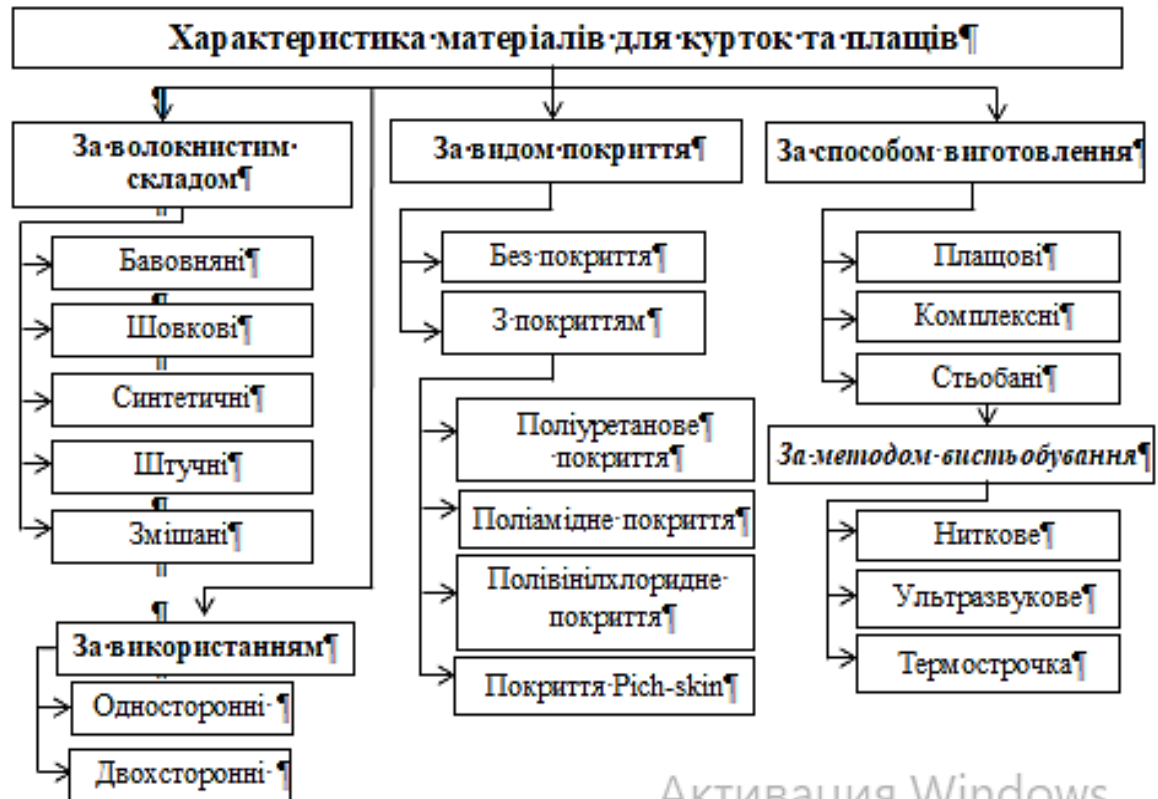 Характеристика·матеріалів·для·курток·та·плащів¶
¶
За·волокнистим·
складом¶
¶
Бавовняні¶
¶
Шовкові¶
¶
Синтетичні¶
Штучні¶
¶
Змішані¶
¶
¶
За·використанням¶
Односторонні·¶
Двохсторонні·¶
За·видом·покриття¶
Без·покриття¶
З·покриттям¶
Поліуретанове¶
·покриття¶
Поліамідне·покриття¶
Полівінілхлоридне·
покриття¶
Покриття·Pich-skin¶
За·способом·виготовлення¶
Плащові¶
Комплексні¶
Стьобані¶
За·методом·вистьобування¶
Ниткове¶
Ультразвукове¶
Термострочка¶
Активация Windows